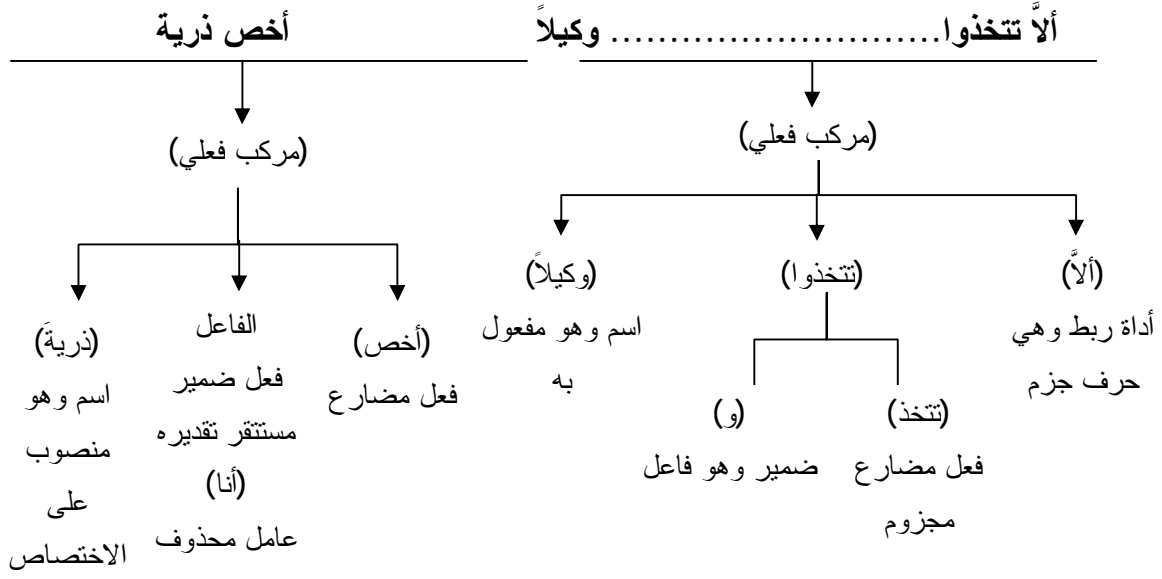 ألاَّ تتخذوا........................... وكيلاً
أخص ذرية
(مركب فعلي)
(مركب فعلي)
(ألاَّ)
أداة ربط وهي
حرف جزم
(تتخذوا)
(تتخذ)
فعل مضارع
مجزوم
(و)
ضمير وهو فاعل
(وكيلاً)
اسم وهو مفعول
به
(أخص)
فعل مضارع
الفاعل
فعل ضمير
مستتقر تقديره
(أنا)
عامل محذوف
(ذريةَ)
اسم وهو
منصوب
على
الاختصاص